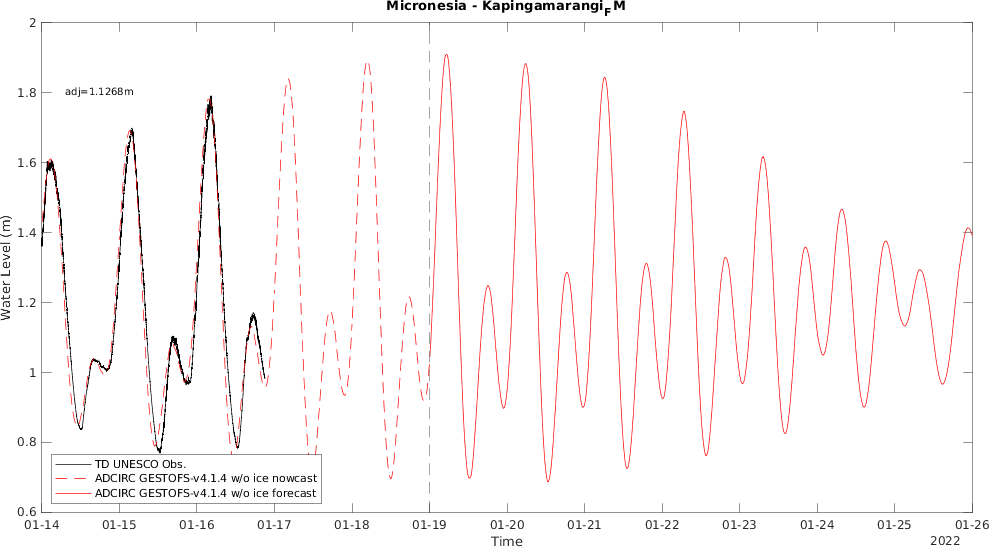 Micronesia - KapingamarangiFM
2
adj=1.1268m
1.8
1.6
1.4
Water Level (m)
1.2
1
0.8
TD UNESCO Obs.
ADCIRC GESTOFS-v4.1.4 w/o ice nowcast
ADCIRC GESTOFS-v4.1.4 w/o ice forecast
0.6
01-14 01-15 01-16 01-17 01-18 01-19 01-20 01-21 01-22 01-23 01-24 01-25 01-26
Time
2022